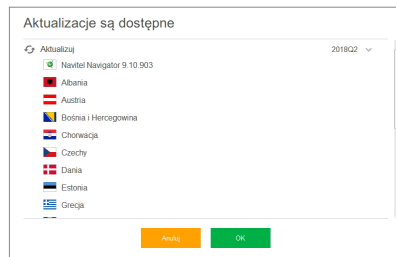 Aktualizacje są dostępne
Aktualizuj 2018Q2
Navitel Navigator 9.10.903
Albania
Austria
Bośnia i Hercegowina
Chorwacja
Czechy
Dania
Estonia
Grecja
Anuluj OK